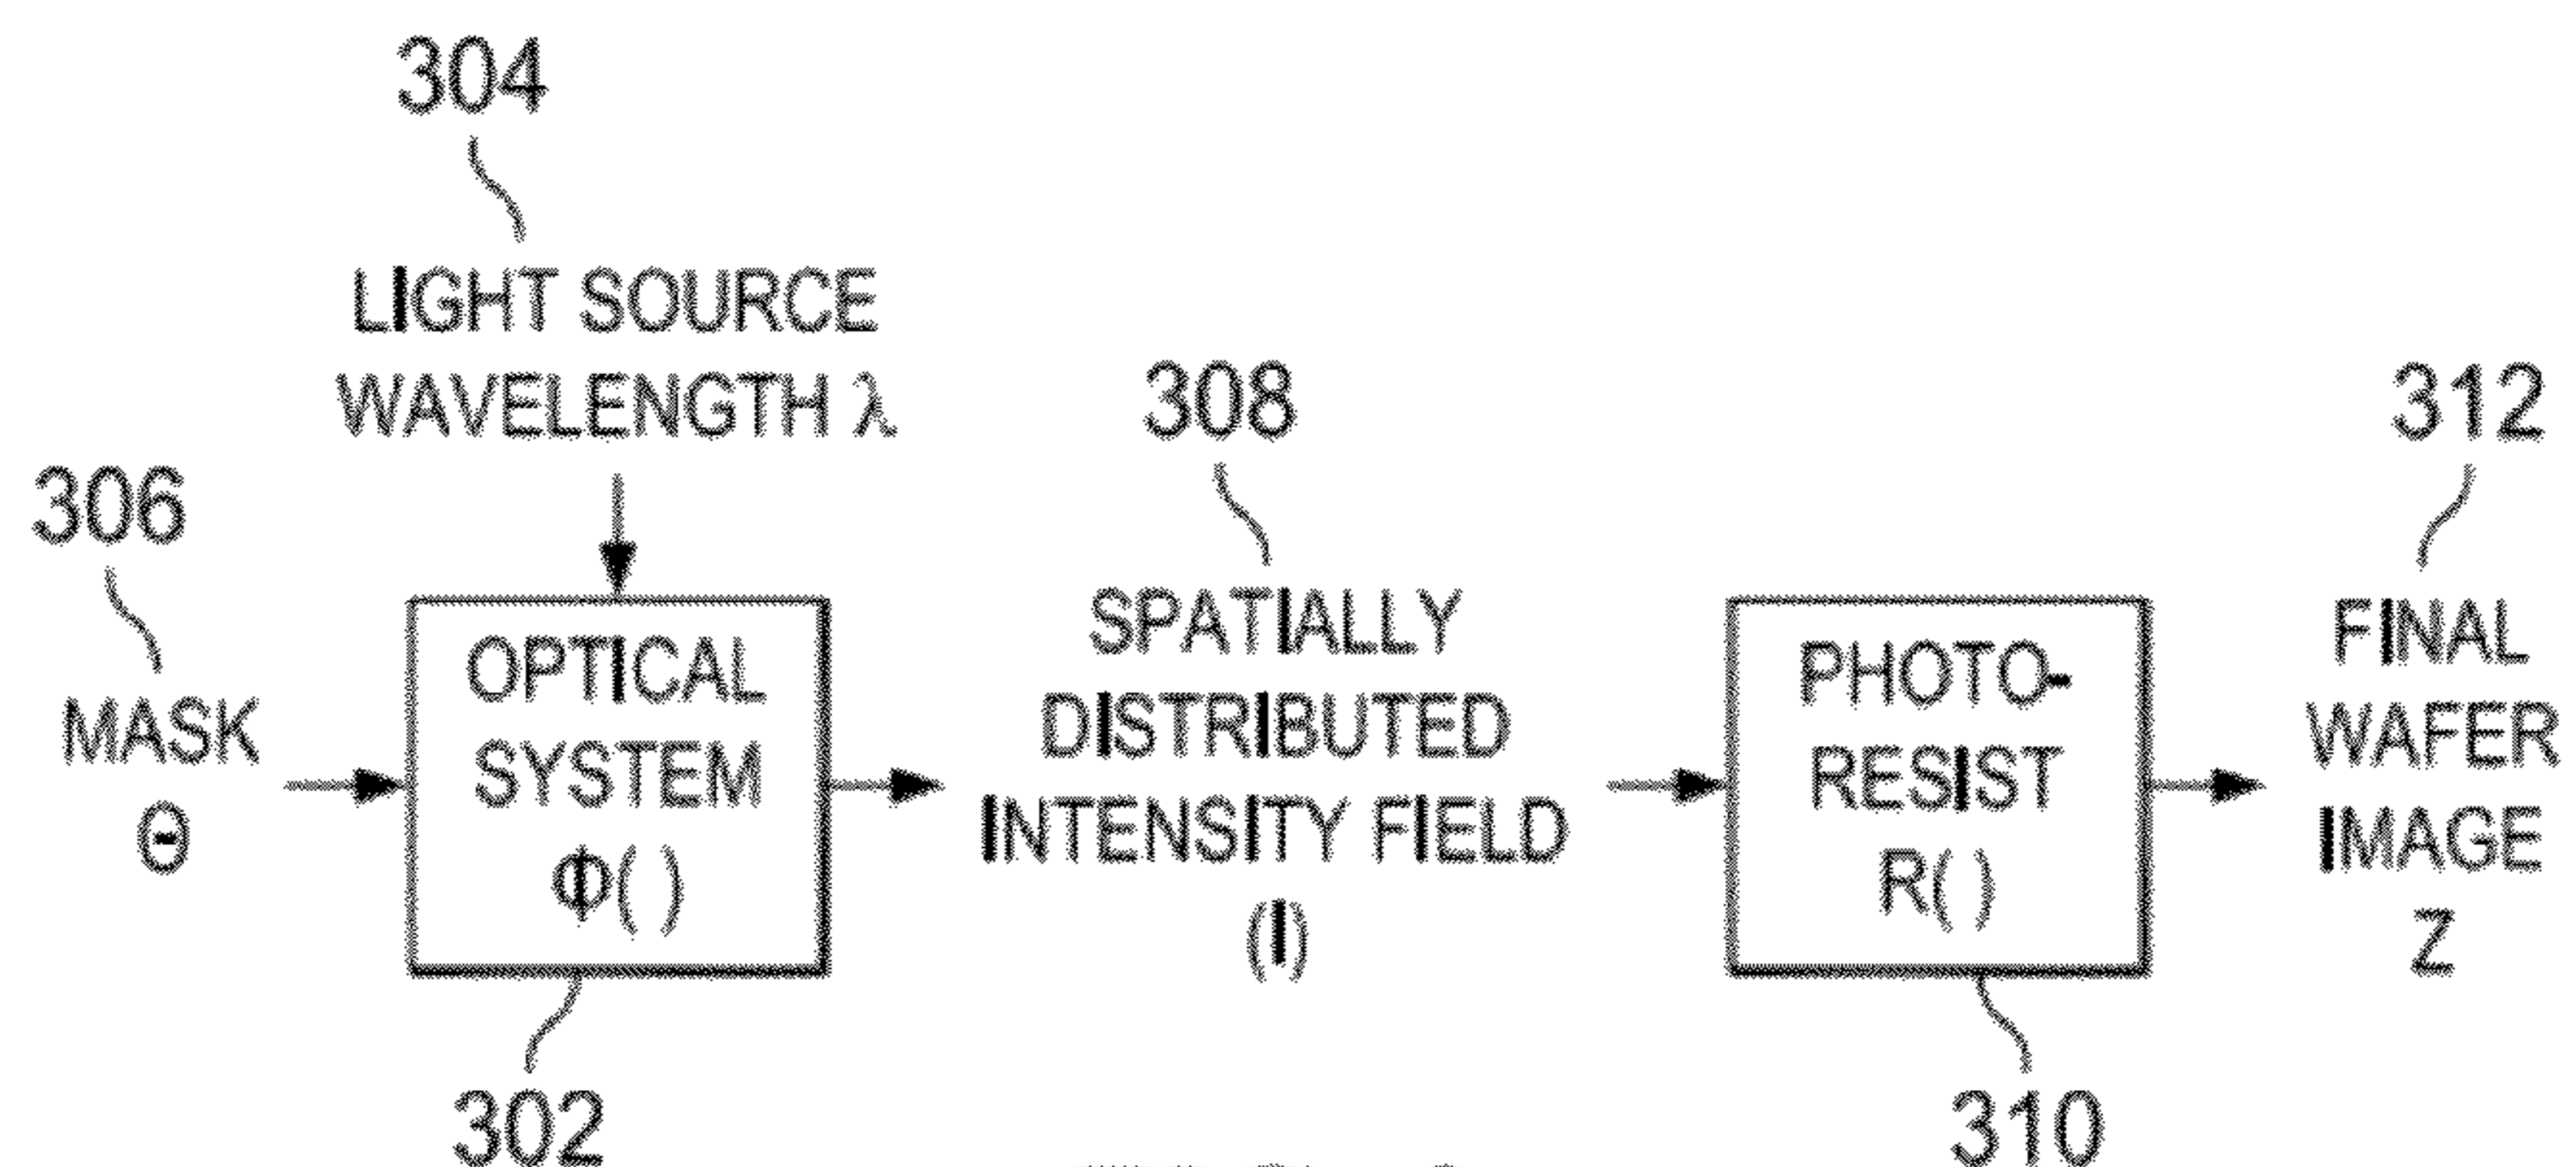 304
LIGHT SOURCE
WAVELENGTH λ
306
MASK
Θ
OPTICAL
SYSTEM
Φ( )
302
308
SPATIALLY
DISTRIBUTED
INTENSITY FIELD
(I)
PHOTO-
RESIST
R( )
310
312
FINAL
WAFER
IMAGE
Z